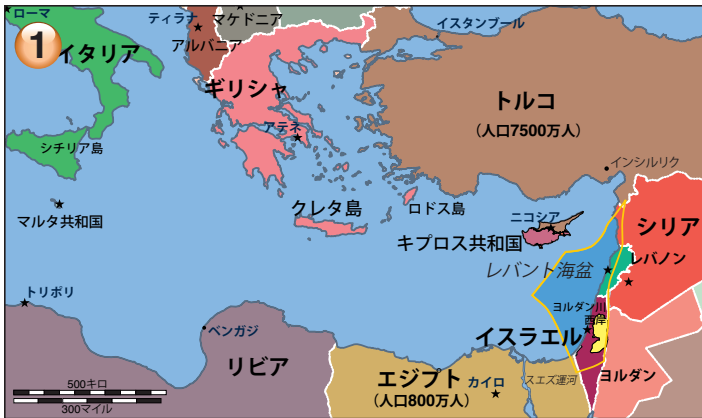 1
ローマ
イタリア
ティラナ
マケドニア
アルバニア
イスタンブール
ギリシャ
トルコ
(人口7500万人)
アテネ
シチリア島
インシルリク
マルタ共和国
クレタ島
ロドス島
ニコシア
キプロス共和国
シリア
レバント海盆
レバノン
トリポリ
ベンガジ
ヨルダン川
西岸
イスラエル
リビア
エジプト
(人口800万人)
カイロ
スエズ運河
ヨルダン
500キロ
300マイル